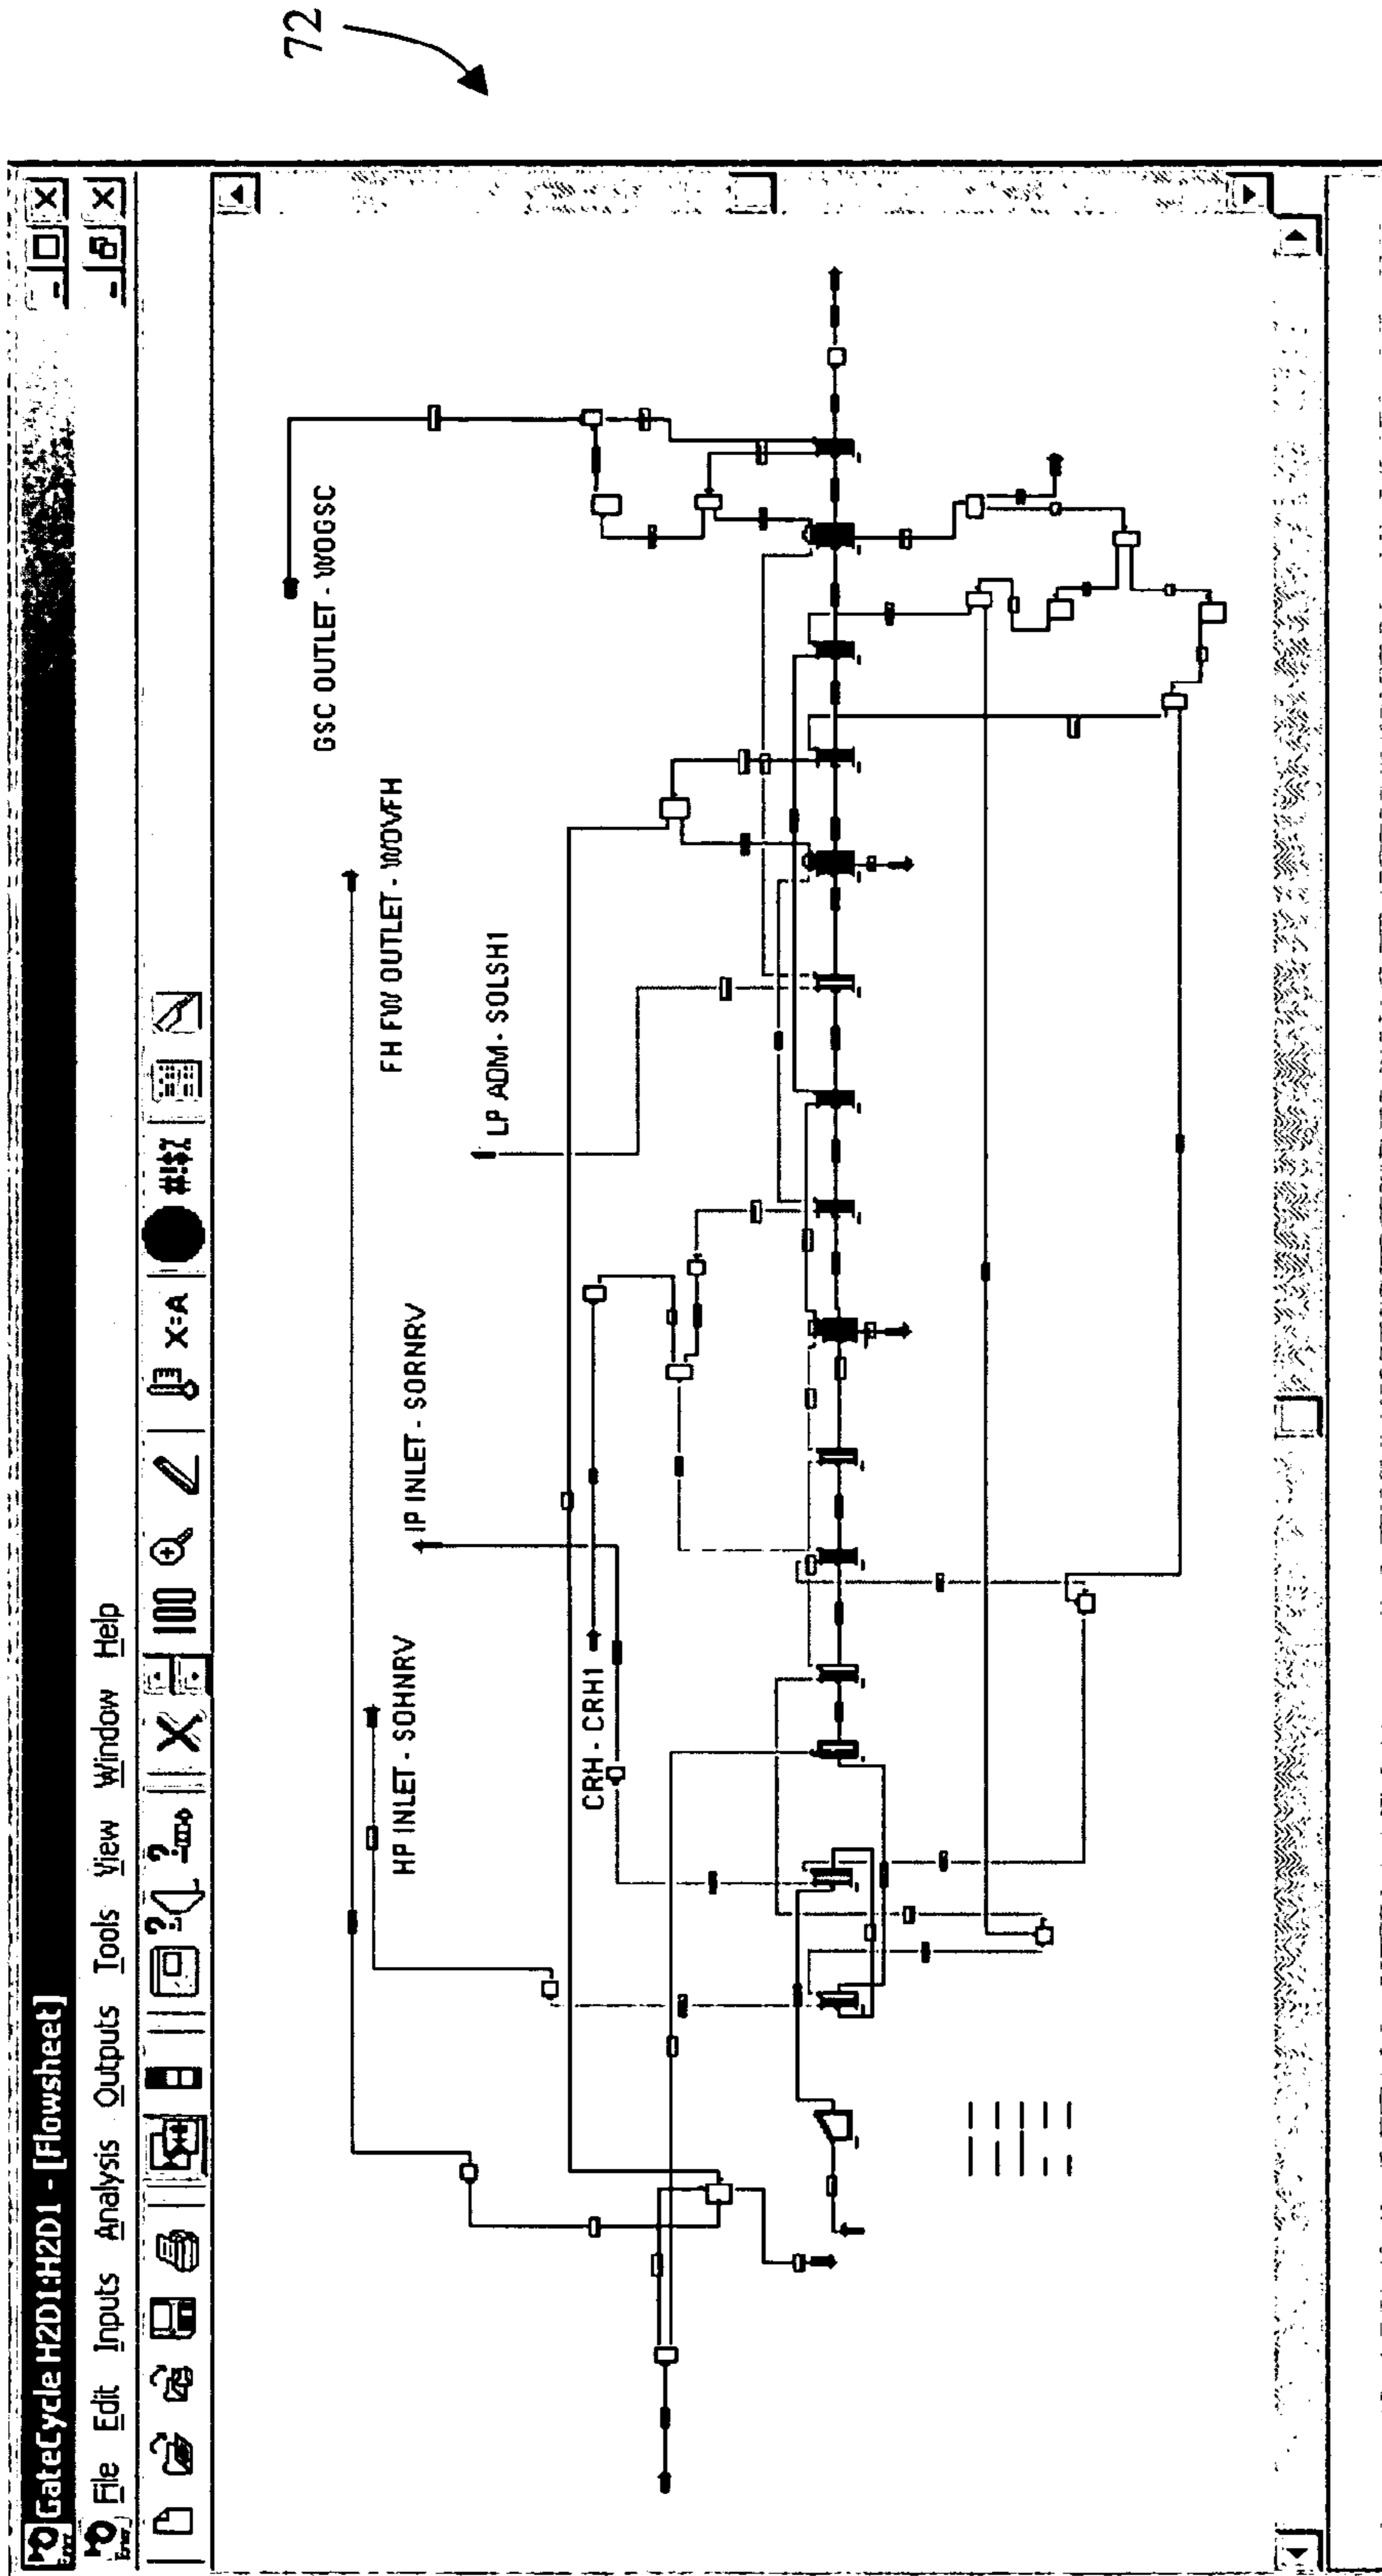 72
GateCycle H2D1:H2D1 - [Flowsheet]
File Edit Inputs Analysis Outputs Tools View Window Help
100 X=A #!$%
GSC OUTLET - WOGSC
FH FW OUTLET - WOVFH
LP ADM - SOLSH1
IP INLET - SORNRV
HP INLET - SOHNRV
CRH - CRH1